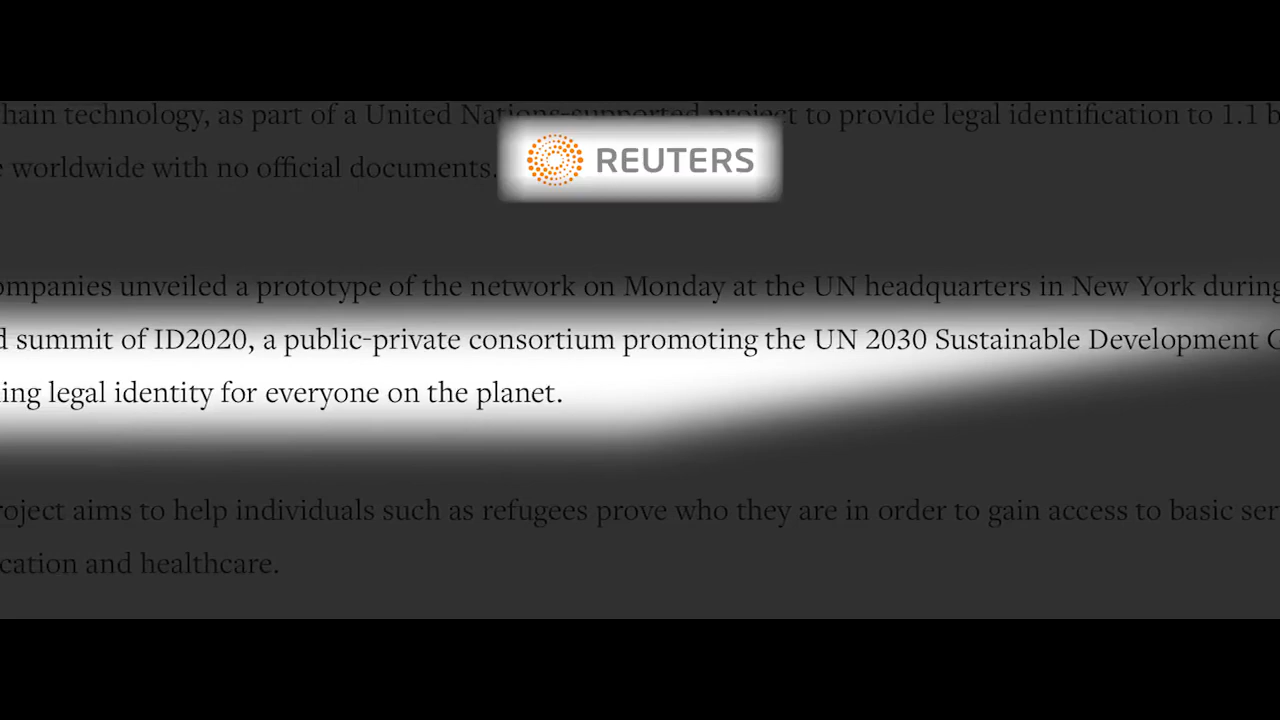 hain technology, as part of a United Nations-supported project to provide legal identification to 1.1 b
e worldwide with no official documents.
REUTERS
ompanies unveiled a prototype of the network on Monday at the UN headquarters in New York during
d summit of ID2020, a public-private consortium promoting the UN 2030 Sustainable Development G
ing legal identity for everyone on the planet.
roject aims to help individuals such as refugees prove who they are in order to gain access to basic ser
cation and healthcare.